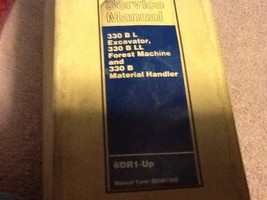 Service
Manual
330 B L
Excavator,
330 B LL
Forest Machine
and
330 B
Material Handler
6DR1-Up